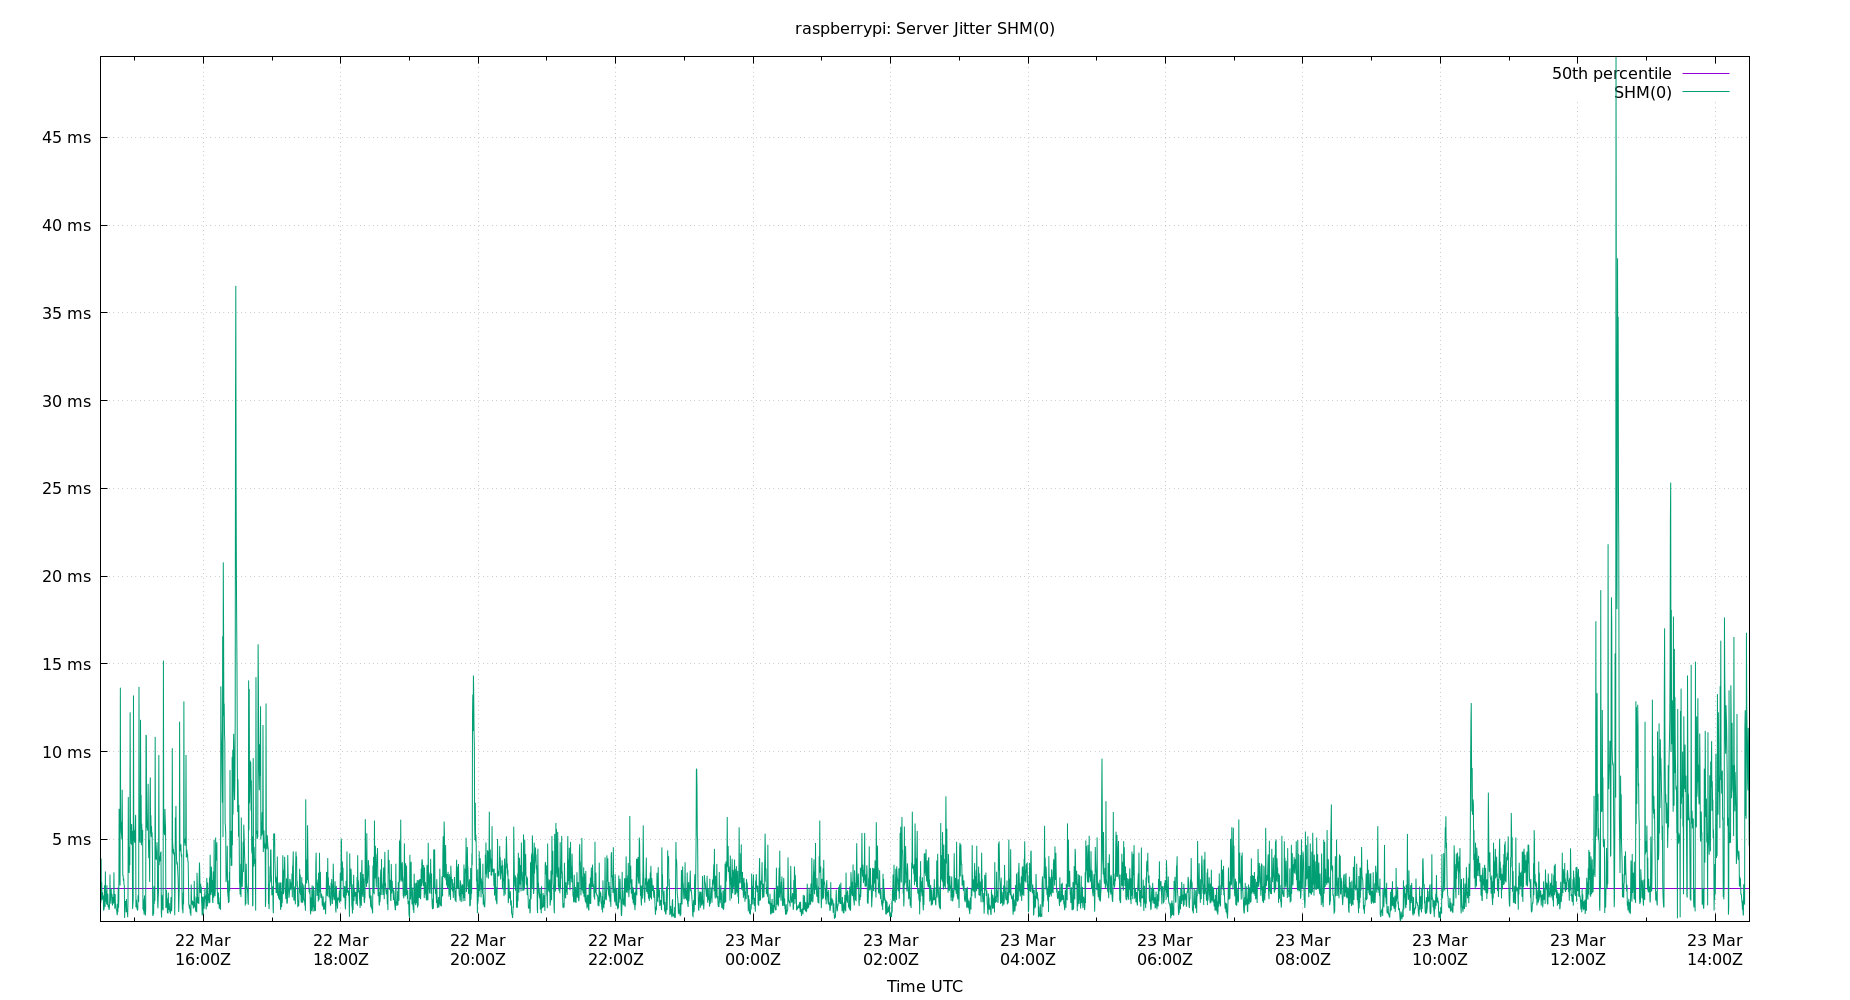 raspberrypi: Server Jitter SHM(0)
50th percentile
SHM(0)
45 ms
40 ms
35 ms
30 ms
25 ms
20 ms
15 ms
10 ms
5 ms
22 Mar 22 Mar 22 Mar 22 Mar 23 Mar 23 Mar 23 Mar 23 Mar 23 Mar 23 Mar 23 Mar 23 Mar
16:00Z 18:00Z 20:00Z 22:00Z 00:00Z 02:00Z 04:00Z 06:00Z 08:00Z 10:00Z 12:00Z 14:00Z
Time UTC